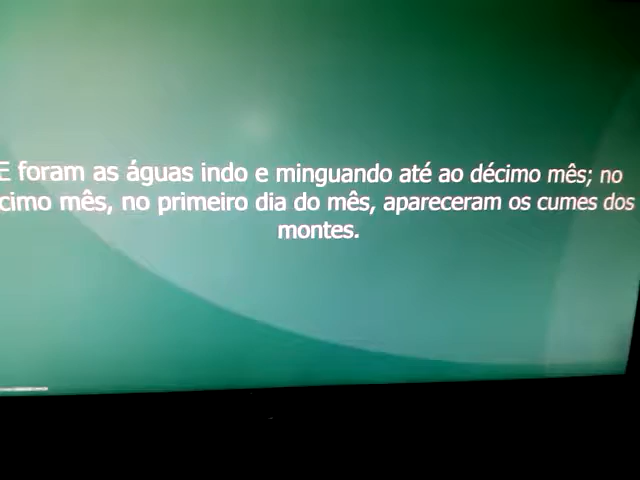 E foram as águas indo e minguando até ao décimo mês; no
cimo mês, no primeiro dia do mês, apareceram os cumes dos
montes.